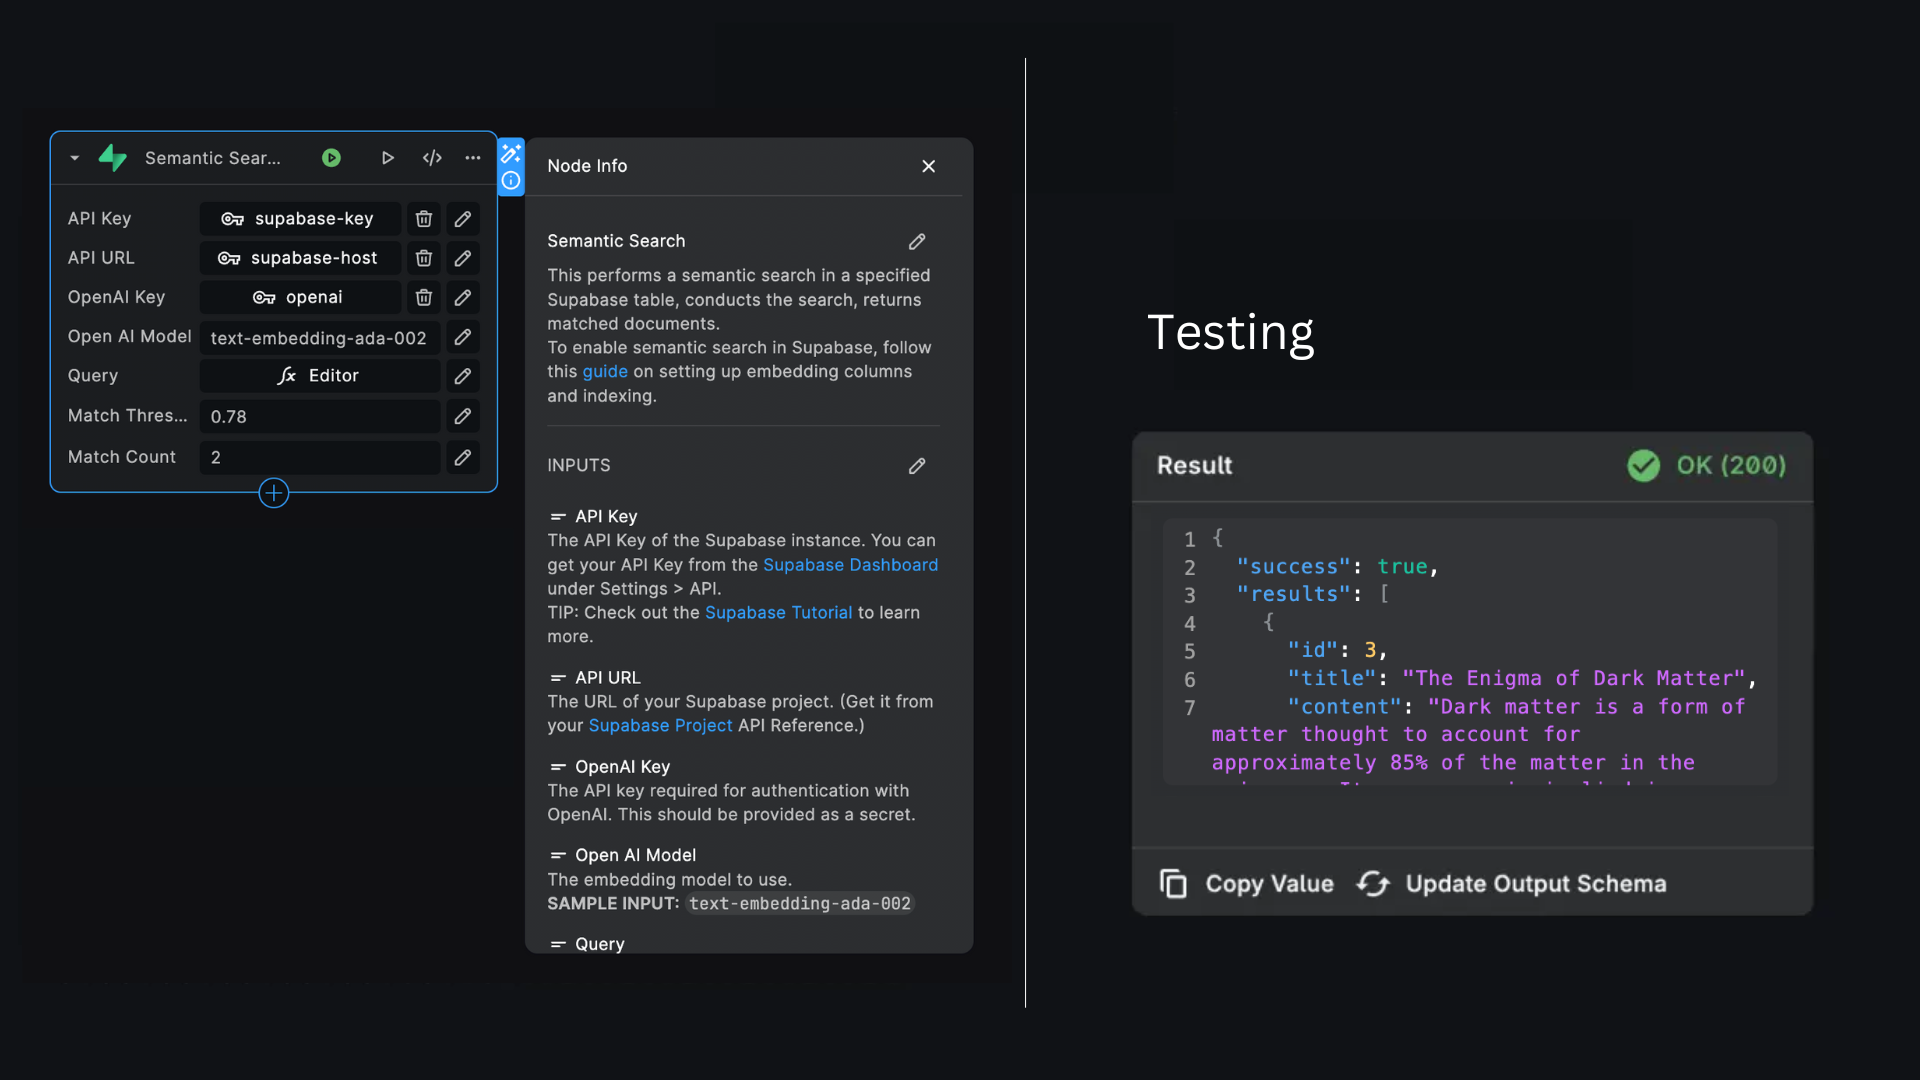 Semantic Sear...
API Key
supabase-key
API URL
supabase-host
OpenAI Key
openai
Open AI Model
text-embedding-ada-002
Query
fx Editor
Match Thres...
0.78
Match Count
2
Node Info
Semantic Search
This performs a semantic search in a specified
Supabase table, conducts the search, returns
matched documents.
To enable semantic search in Supabase, follow
this guide on setting up embedding columns
and indexing.
INPUTS
API Key
The API Key of the Supabase instance. You can
get your API Key from the Supabase Dashboard
under Settings > API.
TIP: Check out the Supabase Tutorial to learn
more.
API URL
The URL of your Supabase project. (Get it from
your Supabase Project API Reference.)
OpenAI Key
The API key required for authentication with
OpenAI. This should be provided as a secret.
Open AI Model
The embedding model to use.
SAMPLE INPUT: text-embedding-ada-002
Query
Testing
Result
OK (200)
1 {
2 "success": true,
3 "results": [
4 {
5 "id": 3,
6 "title": "The Enigma of Dark Matter",
7 "content": "Dark matter is a form of
matter thought to account for
approximately 85% of the matter in the
Copy Value
Update Output Schema